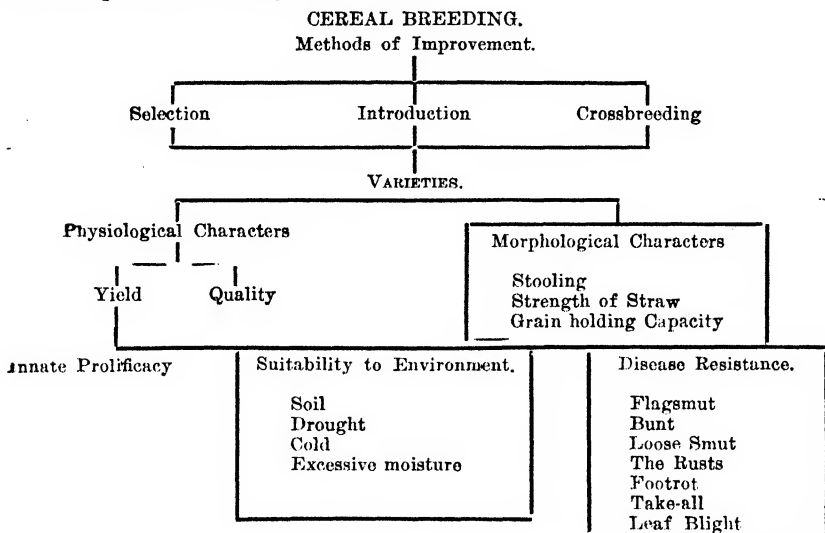 CEREAL BREEDING.
Methods of Improvement.
Selection Introduction Crossbreeding
VARIETIES.
Physiological Characters
Morphological Characters
Stooling
Strength of Straw
Grain holding Capacity
Yield Quality
Innate Prolificacy
Suitability to Environment.
Soil
Drought
Cold
Excessive moisture
Disease Resistance.
Flagsmut
Bunt
Loose Smut
The Rusts
Footrot
Take-all
Leaf Blight